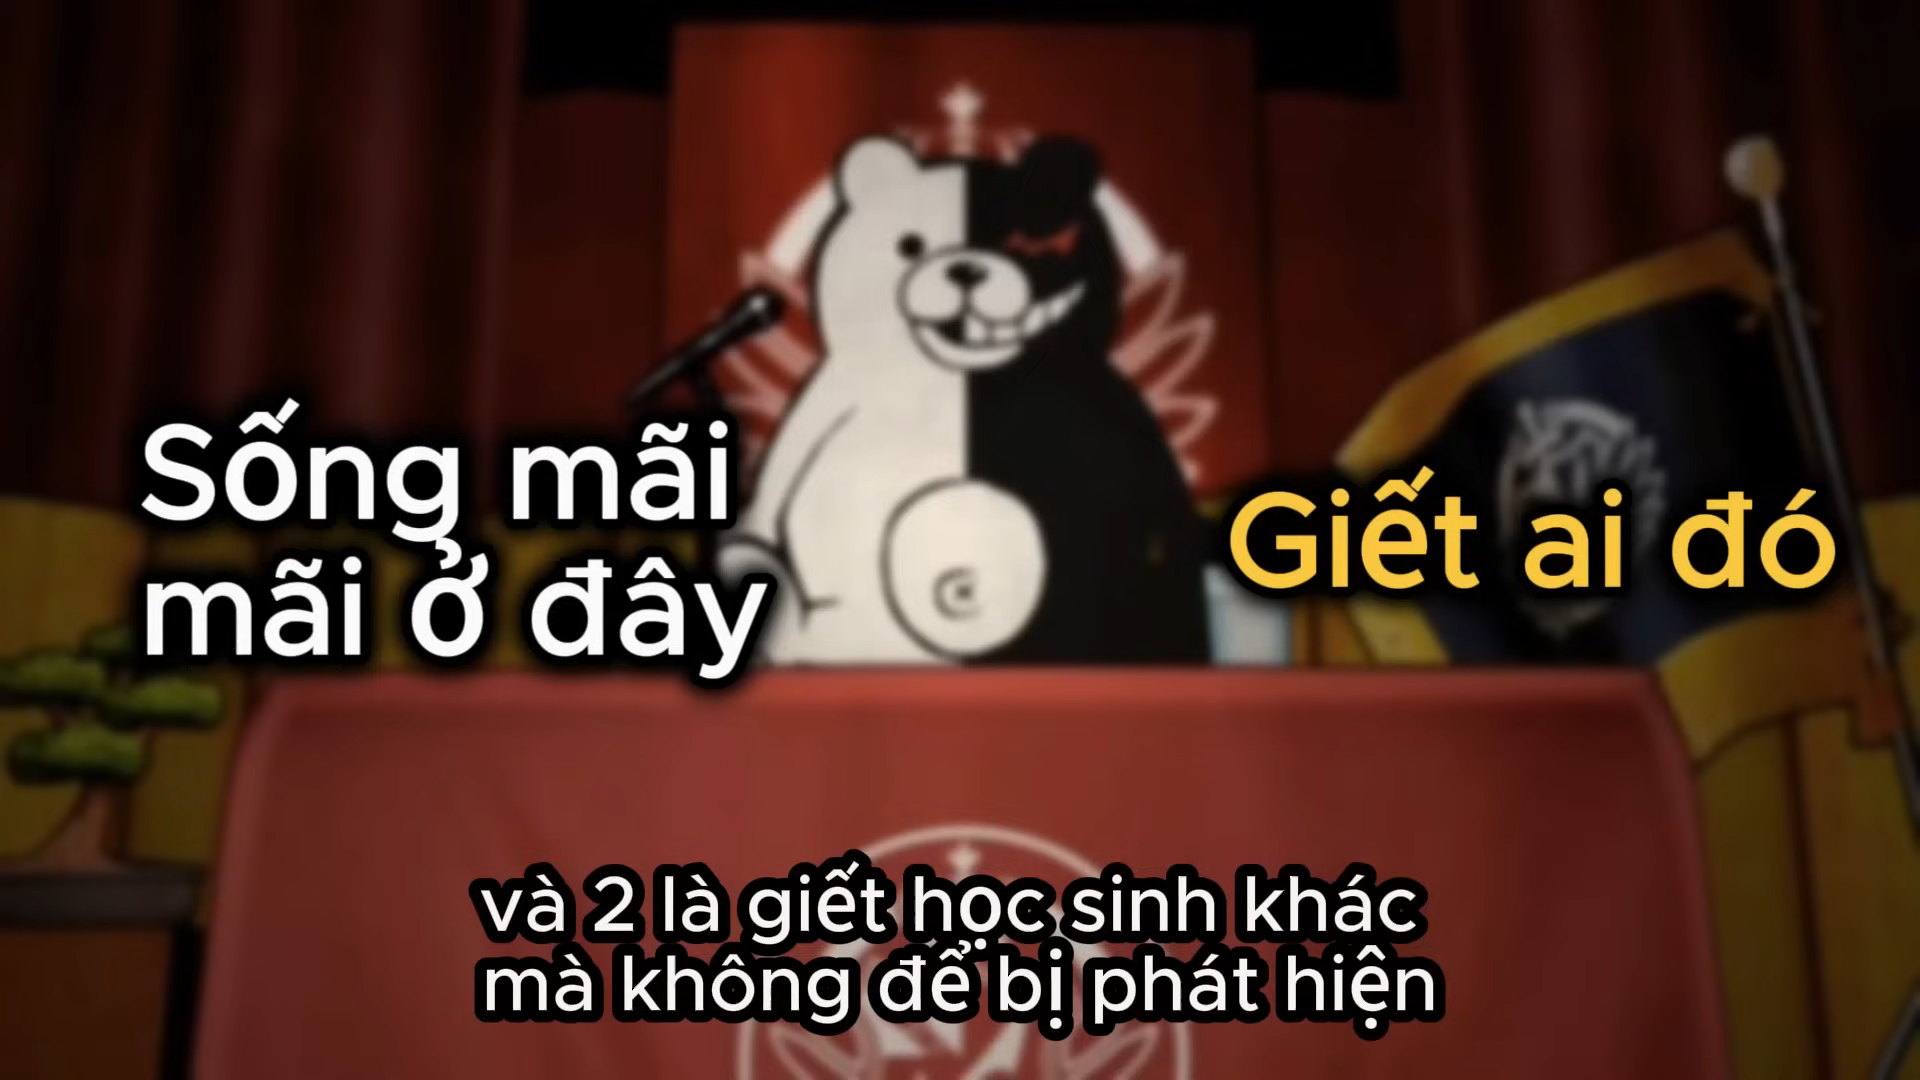 Sống mãi
mãi ở đây
Giết ai đó
và 2 là giết học sinh khác
mà không để bị phát hiện